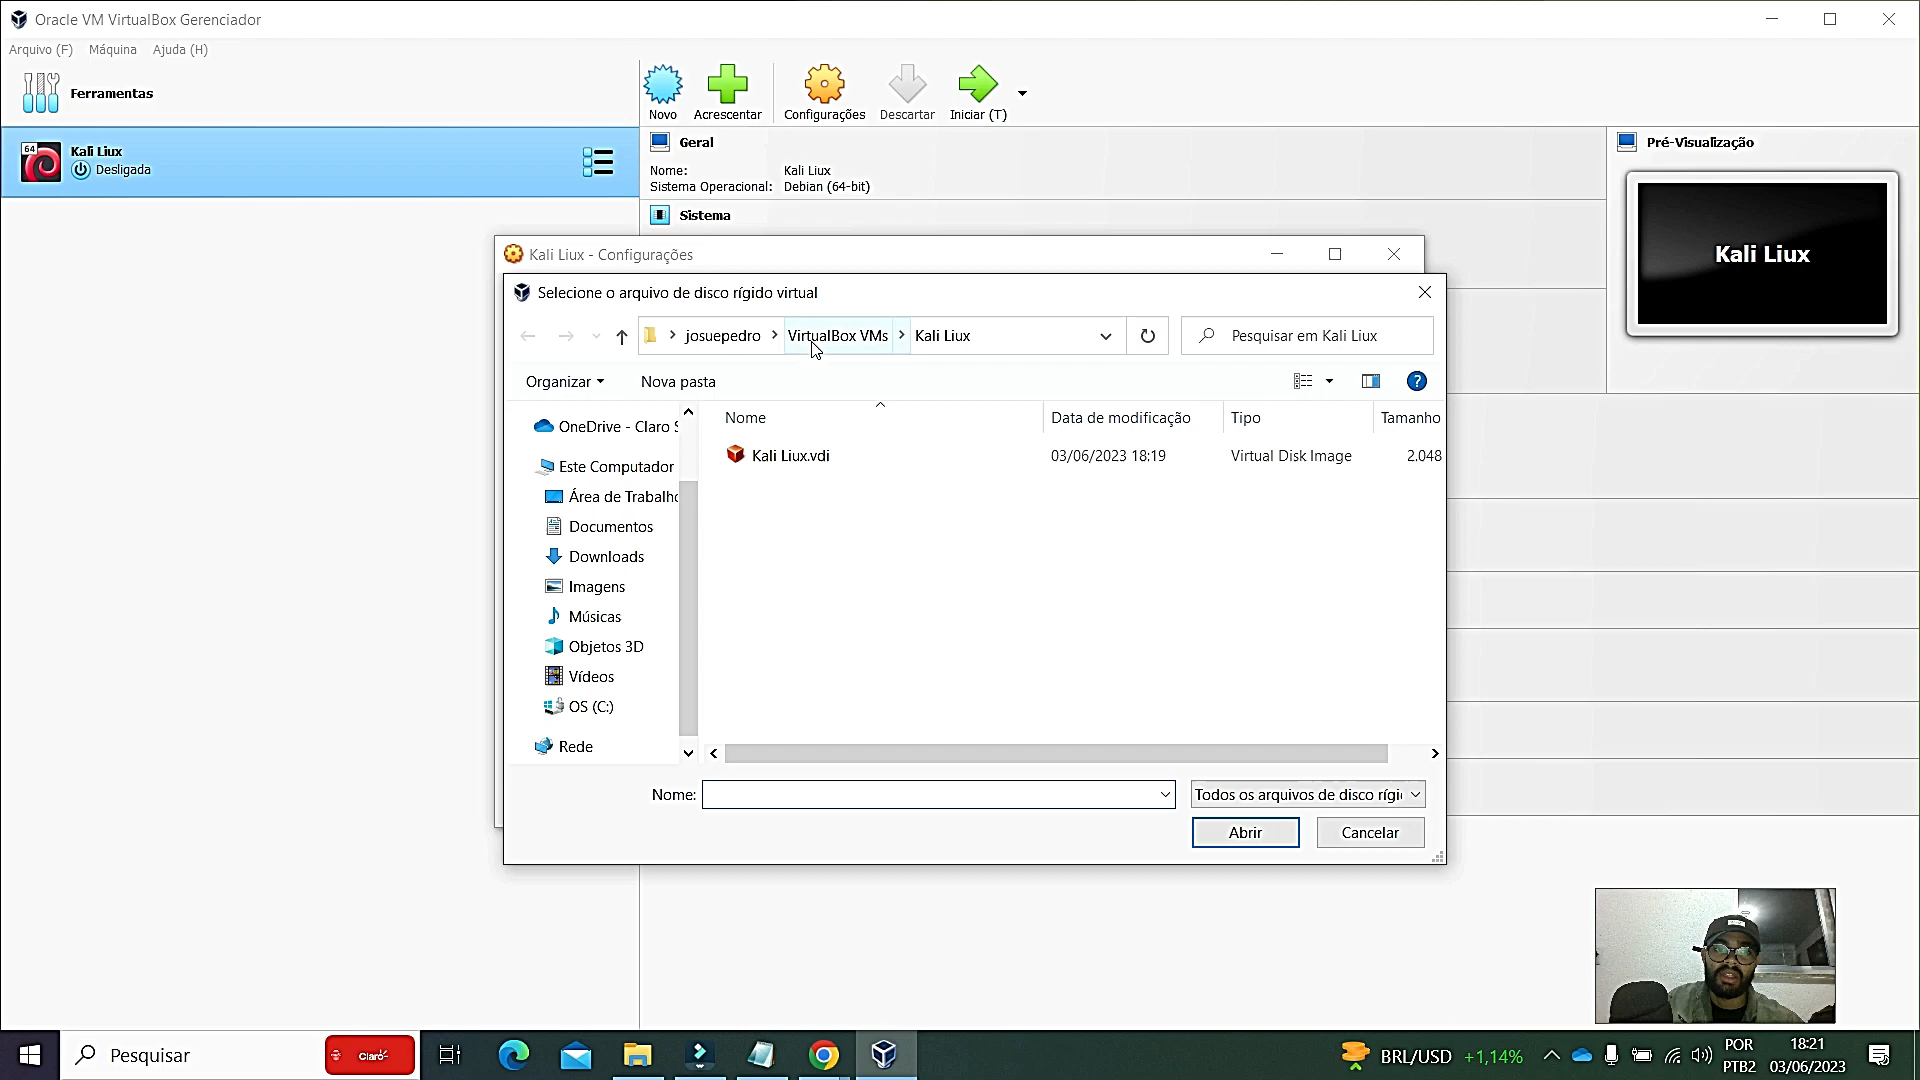 Oracle VM VirtualBox Gerenciador
Arquivo (F) Máquina Ajuda (H)
Ferramentas
Novo Acrescentar Configurações Descartar Iniciar (T)
64
Kali Liux
Desligada
Geral
Nome: Kali Liux
Sistema Operacional: Debian (64-bit)
Sistema
Pré-Visualização
Kali Liux
Kali Liux - Configurações
Selecione o arquivo de disco rígido virtual
josuepedro VirtualBox VMs Kali Liux
Pesquisar em Kali Liux
Organizar Nova pasta
Nome Data de modificação Tipo Tamanho
Kali Liux.vdi 03/06/2023 18:19 Virtual Disk Image 2.048
OneDrive - Claro S
Este Computador
Área de Trabalho
Documentos
Downloads
Imagens
Músicas
Objetos 3D
Vídeos
OS (C:)
Rede
Nome:
Todos os arquivos de disco rígi
Abrir Cancelar
Pesquisar
Claro
BRL/USD +1,14%
POR
PTB2
18:21
03/06/2023